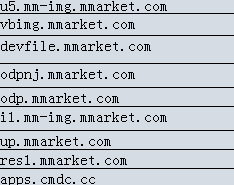 u5.mm-img.mmarket.com
vbimg.mmarket.com
devfile.mmarket.com
odpnj.mmarket.com
odp.mmarket.com
i1.mm-img.mmarket.com
up.mmarket.com
res1.mmarket.com
apps.cmdc.cc